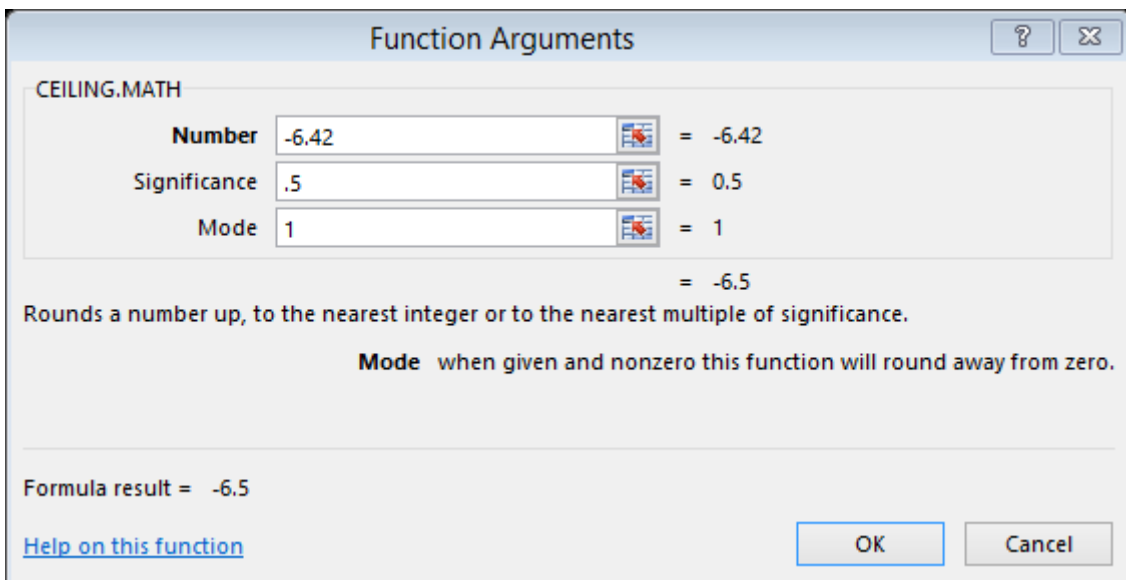 Function Arguments
CEILING.MATH
Number -6.42 = -6.42
Significance .5 = 0.5
Mode 1 = 1
= -6.5
Rounds a number up, to the nearest integer or to the nearest multiple of significance.
Mode when given and nonzero this function will round away from zero.
Formula result = -6.5
Help on this function OK Cancel